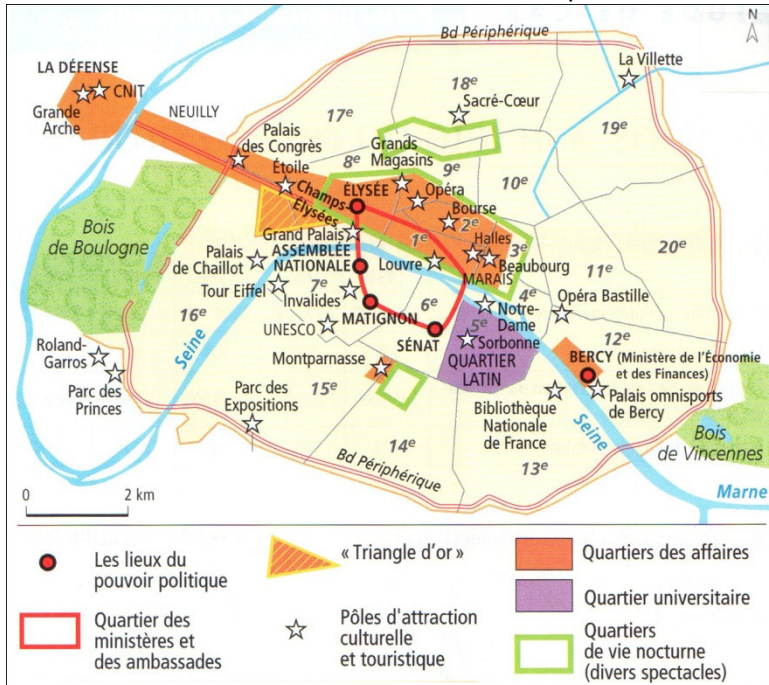 N
Bd Périphérique
La Villette
LA DÉFENSE
CNIT
Grande
Arche
NEUILLY
17e
18e
Sacré-Cœur
19e
Palais
des Congrès
Étoile
8e
Grands
Magasins
9e
10e
Champs-
Élysées
ÉLYSÉE
Opéra
Bourse
2e
Bois
de Boulogne
Grand Palais
1e
Halles
3e
20e
Palais
de Chaillot
ASSEMBLÉE
NATIONALE
Louvre
Beaubourg
MARAIS
11e
Tour Eiffel
7e
Invalides
6e
4e
Notre-
Dame
Opéra Bastille
16e
MATIGNON
UNESCO
SÉNAT
5e
Sorbonne
QUARTIER
LATIN
12e
BERCY (Ministère de l'Économie
et des Finances)
Roland-
Garros
Seine
Montparnasse
Parc des
Princes
15e
Palais omnisports
de Bercy
Parc des
Expositions
Bibliothèque
Nationale
de France
Seine
Bois
de Vincennes
14e
13e
Bd Périphérique
Marne
0 2 km
Les lieux du
pouvoir politique
« Triangle d'or »
Quartiers des affaires
Quartier universitaire
Quartier des
ministères et
des ambassades
Pôles d'attraction
culturelle
et touristique
Quartiers
de vie nocturne
(divers spectacles)